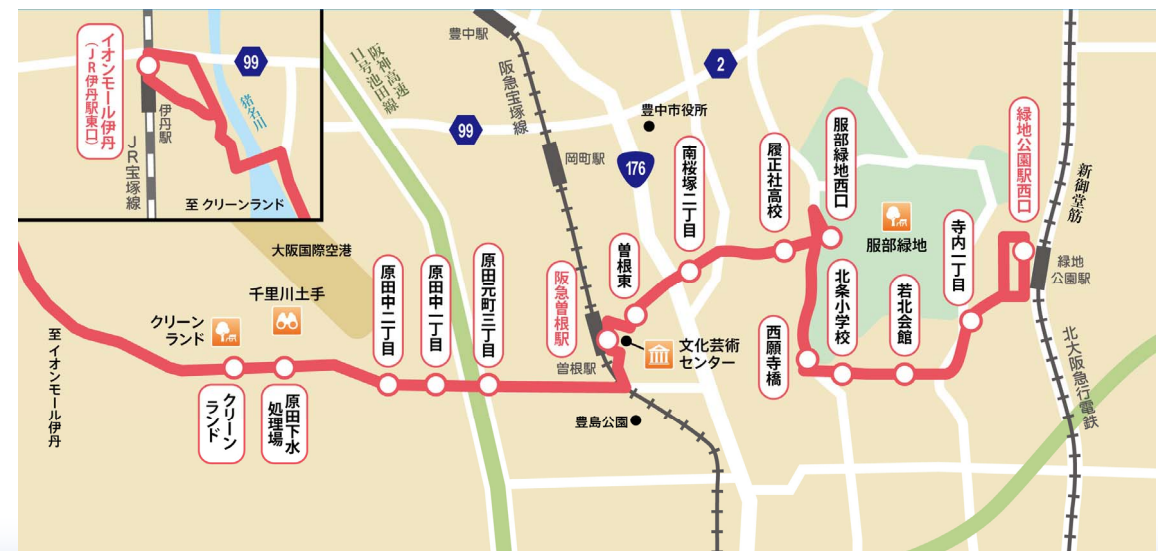 イオンモール伊丹
(JR伊丹駅東口)
伊丹駅
JR宝塚線
99
猪名川
至 クリーンランド
阪神高速
11号池田線
豊中駅
阪急宝塚線
2
99
豊中市役所
岡町駅
176
南桜塚二丁目
履正社高校
服部緑地西口
服部緑地
緑地公園駅西口
新御堂筋
寺内一丁目
緑地
公園駅
大阪国際空港
千里川土手
クリーン
ランド
原田中二丁目
原田中一丁目
原田元町三丁目
阪急曽根駅
曽根東
文化芸術
センター
曽根駅
西願寺橋
北条小学校
若北会館
北大阪急行電鉄
至 イオンモール伊丹
クリーン
ランド
原田下水
処理場
豊島公園